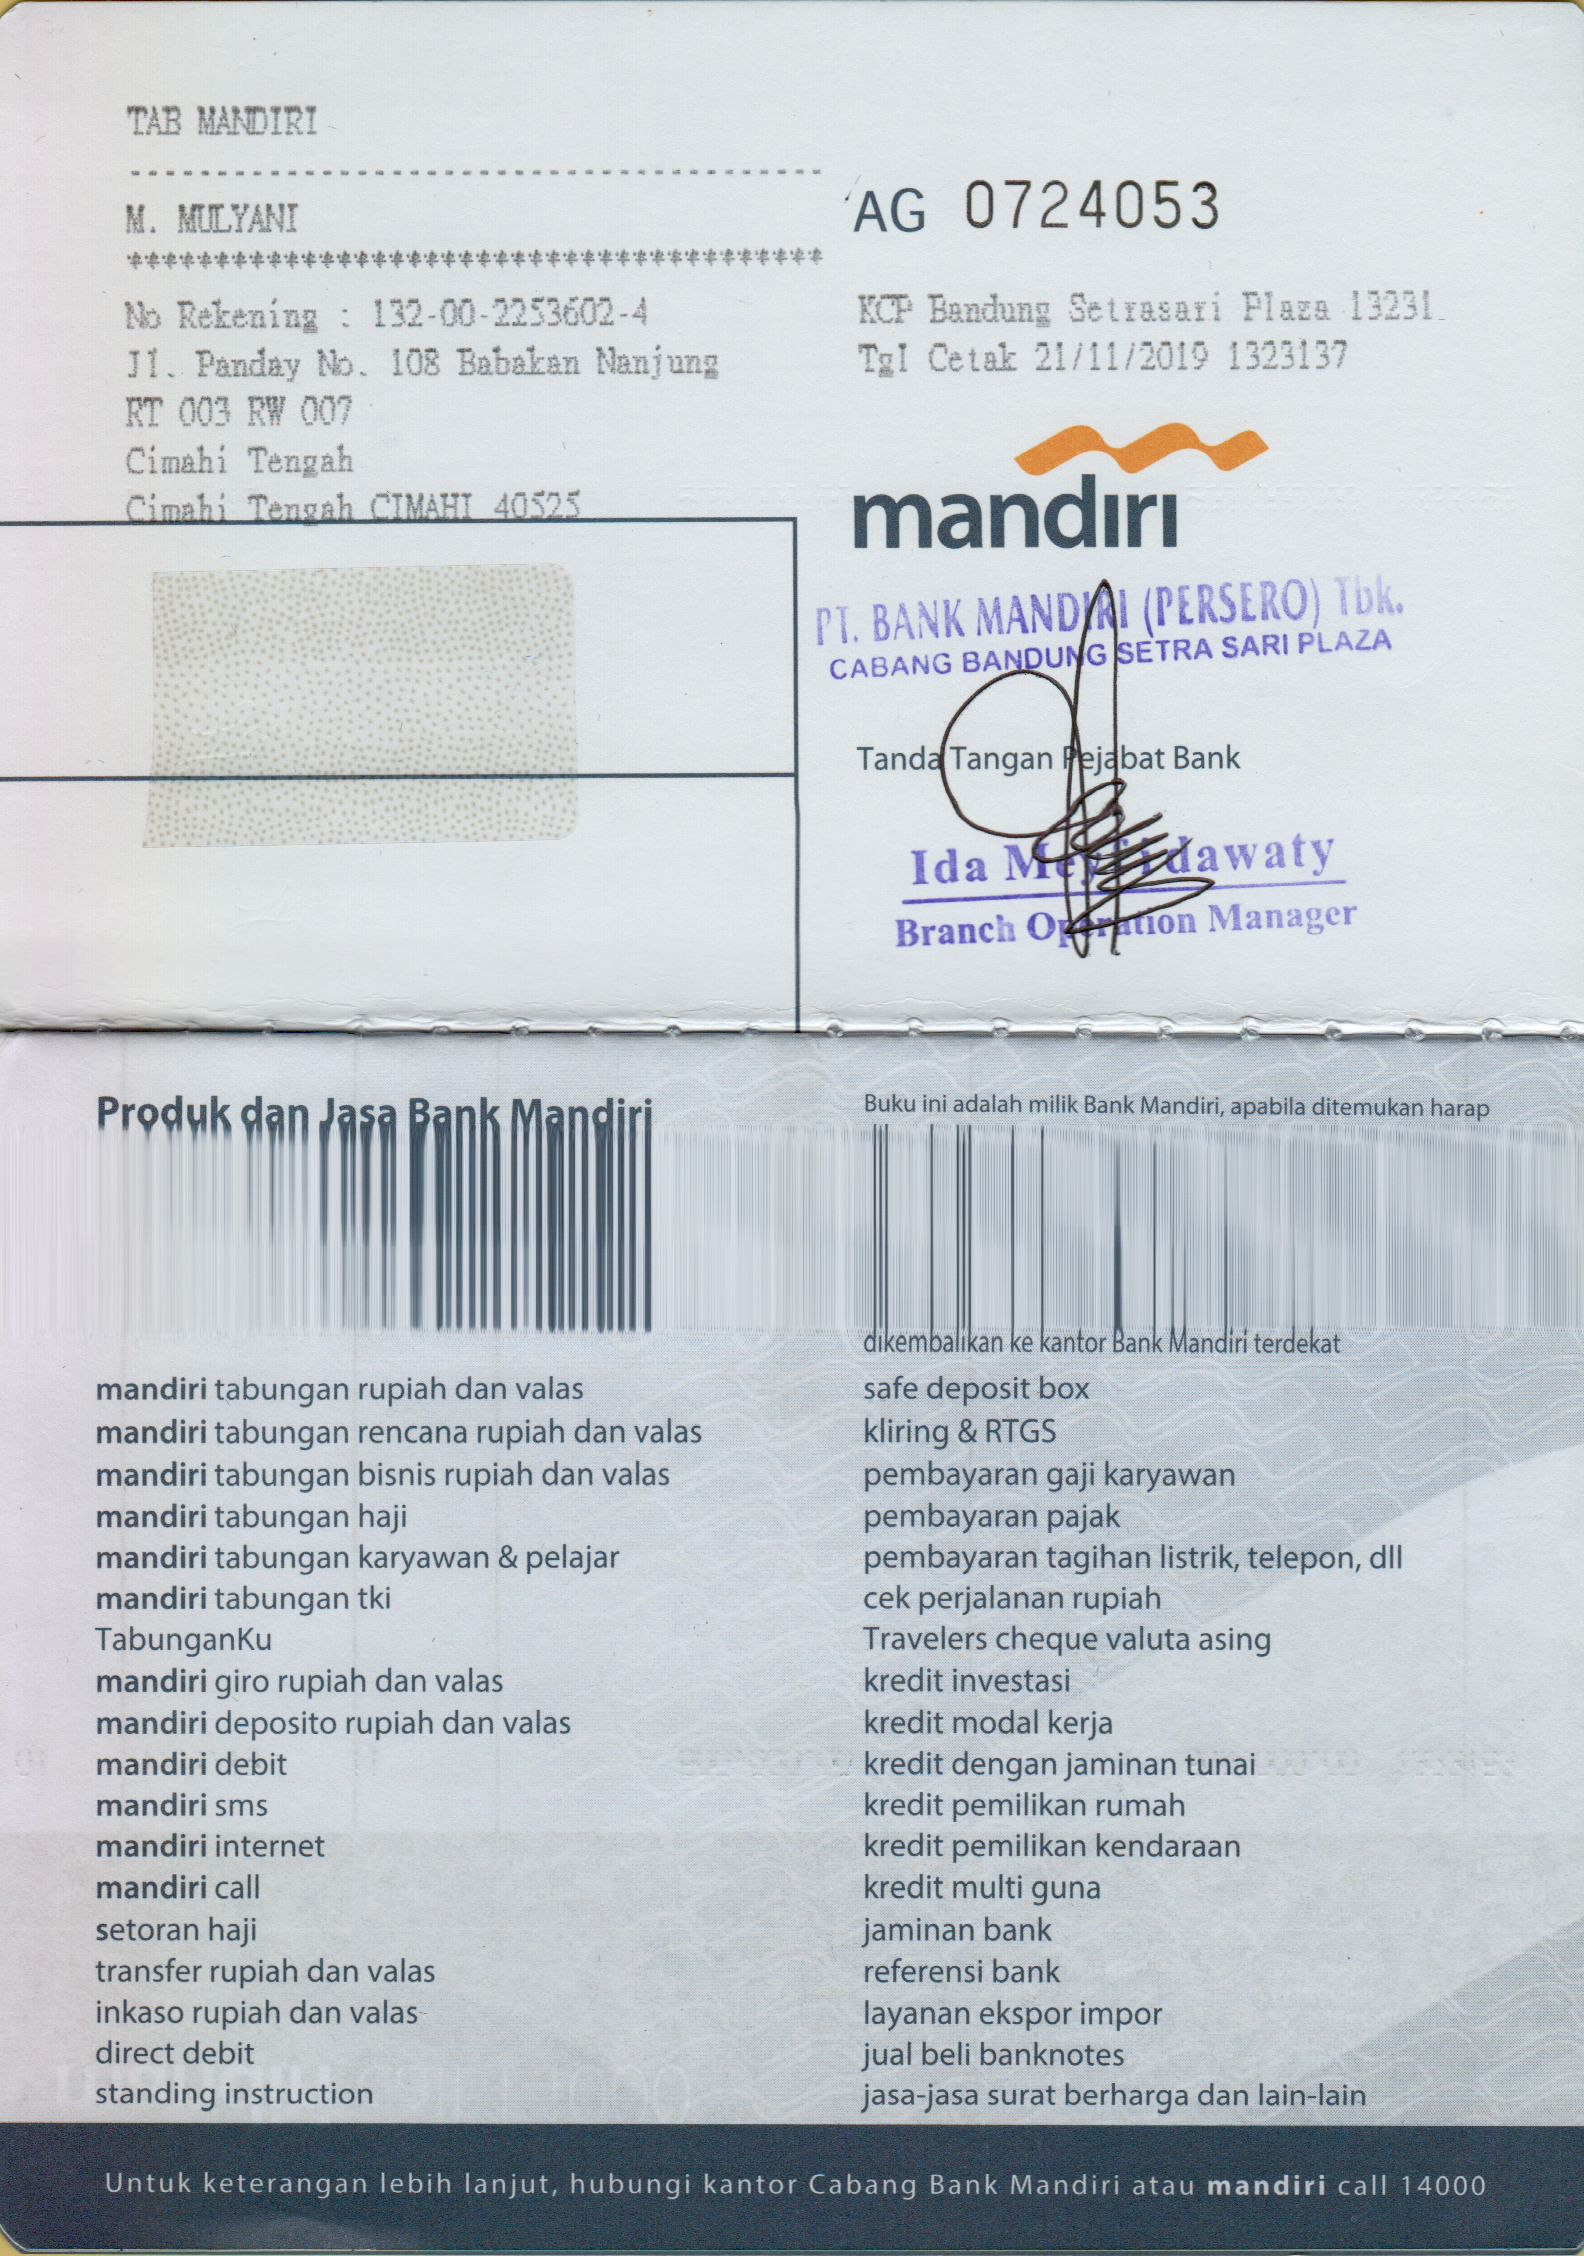 TAB MANDIRI
---------------------------------------
M. MULYANI
***************************************
No Rekening : 132-00-2253602-4
Jl. Panday No. 108 Babakan Nanjung
RT 003 RW 007
Cimahi Tengah
Cimahi Tengah CIMAHI 40525
AG 0724053
KCP Bandung Setrasari Plaza 13231
Tgl Cetak 21/11/2019 1323137
mandiri
PT. BANK MANDIRI (PERSERO) Tbk.
CABANG BANDUNG SETRA SARI PLAZA
Tanda Tangan Pejabat Bank
Ida
Branch Operation Manager
Produk dan Jasa Bank Mandiri
mandiri tabungan rupiah dan valas
mandiri tabungan rencana rupiah dan valas
mandiri tabungan bisnis rupiah dan valas
mandiri tabungan haji
mandiri tabungan karyawan & pelajar
mandiri tabungan tki
TabunganKu
mandiri giro rupiah dan valas
mandiri deposito rupiah dan valas
mandiri debit
mandiri sms
mandiri internet
mandiri call
setoran haji
transfer rupiah dan valas
inkaso rupiah dan valas
direct debit
standing instruction
Buku ini adalah milik Bank Mandiri, apabila ditemukan harap
dikembalikan ke kantor Bank Mandiri terdekat
safe deposit box
kliring & RTGS
pembayaran gaji karyawan
pembayaran pajak
pembayaran tagihan listrik, telepon, dll
cek perjalanan rupiah
Travelers cheque valuta asing
kredit investasi
kredit modal kerja
kredit dengan jaminan tunai
kredit pemilikan rumah
kredit pemilikan kendaraan
kredit multi guna
jaminan bank
referensi bank
layanan ekspor impor
jual beli banknotes
jasa-jasa surat berharga dan lain-lain
Untuk keterangan lebih lanjut, hubungi kantor Cabang Bank Mandiri atau mandiri call 14000